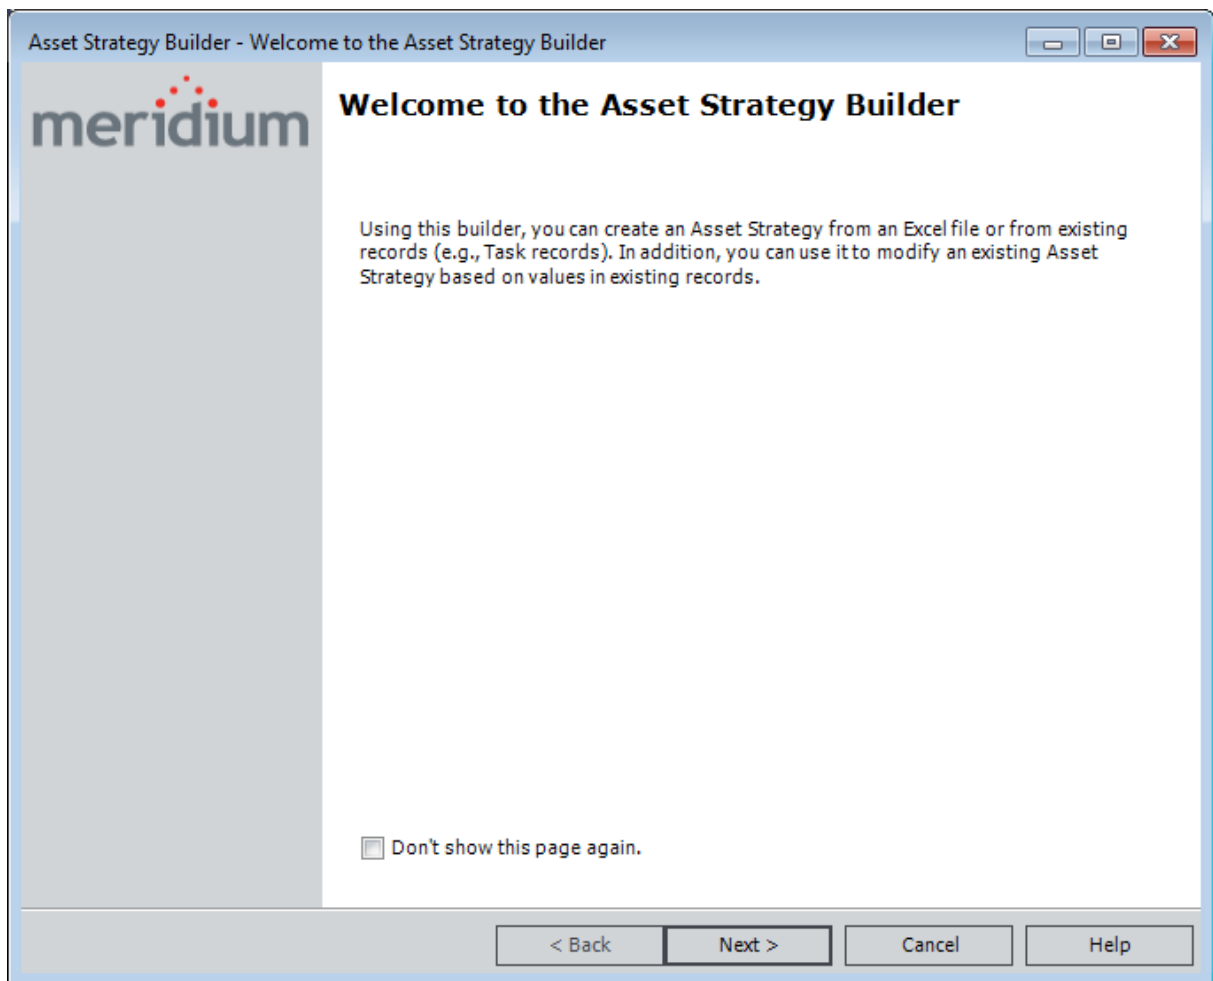 Asset Strategy Builder - Welcome to the Asset Strategy Builder
meridium
Welcome to the Asset Strategy Builder
Using this builder, you can create an Asset Strategy from an Excel file or from existing
records (e.g., Task records). In addition, you can use it to modify an existing Asset
Strategy based on values in existing records.
Don't show this page again.
< Back
Next >
Cancel
Help